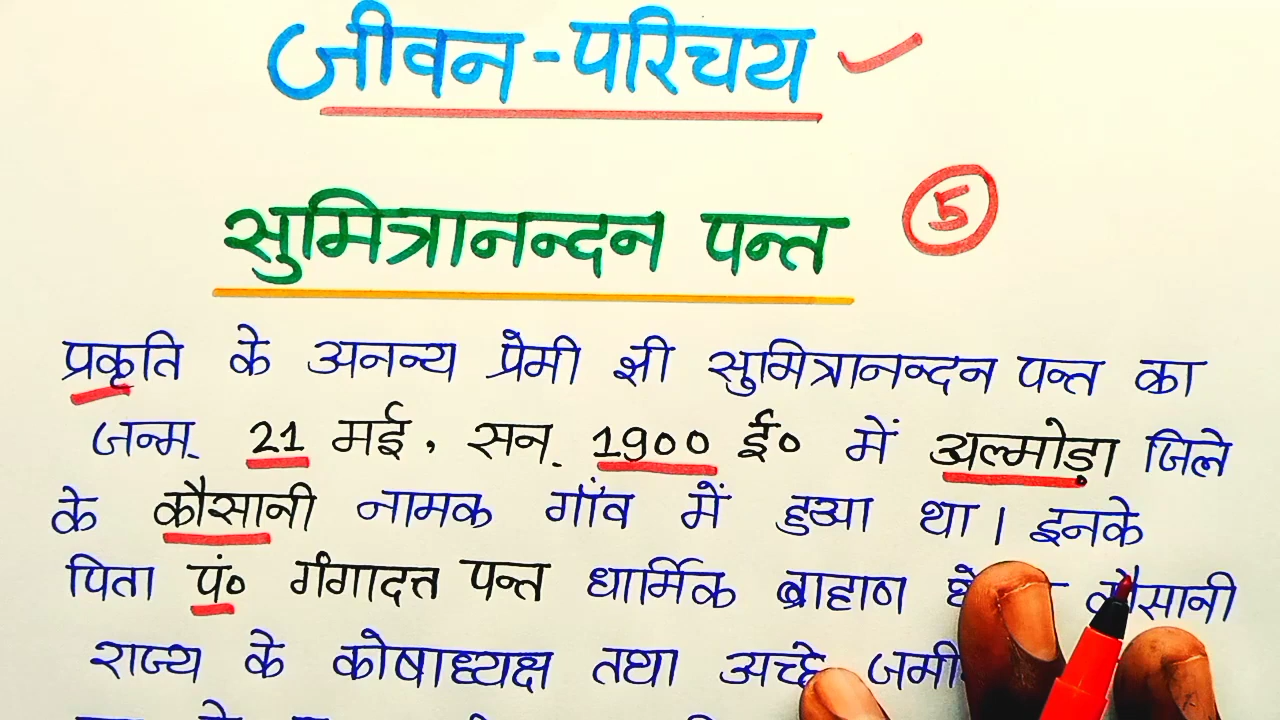 जीवन-परिचय
सुमित्रानन्दन पन्त
5
प्रकृति के अनन्य प्रेमी श्री सुमित्रानन्दन पन्त का
जन्म 21 मई, सन् 1900 ई० में अल्मोड़ा जिले
के कौसानी नामक गाँव में हुआ था। इनके
पिता पं० गंगादत्त पन्त धार्मिक ब्राह्मण कौसानी
राज्य के कोषाध्यक्ष तथा अच्छे